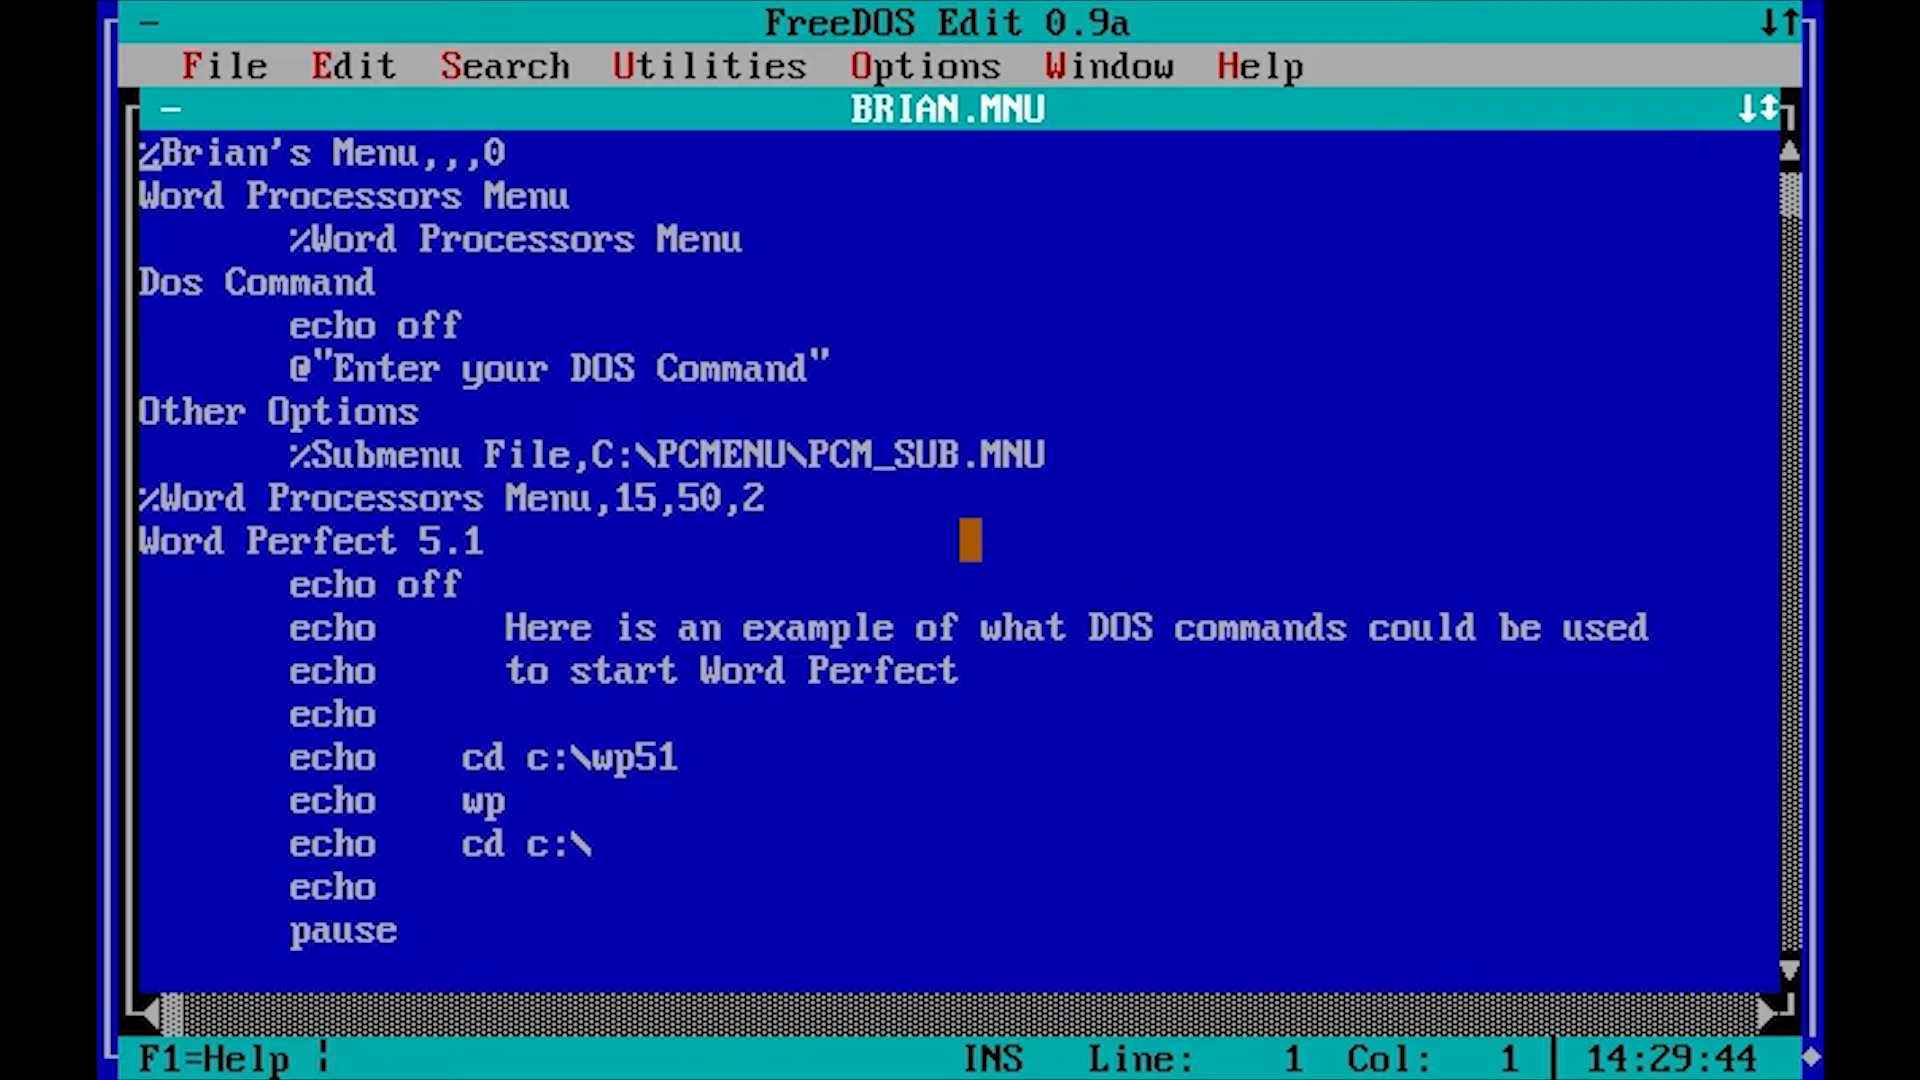 FreeDOS Edit 0.9a
File Edit Search Utilities Options Window Help
BRIAN.MNU
%Brian's Menu,,,0
Word Processors Menu
%Word Processors Menu
Dos Command
echo off
@"Enter your DOS Command"
Other Options
%Submenu File,C:\PCMENU\PCM_SUB.MNU
%Word Processors Menu,15,50,2
Word Perfect 5.1
echo off
echo Here is an example of what DOS commands could be used
echo to start Word Perfect
echo
echo cd c:\wp51
echo wp
echo cd c:\
echo
pause
F1=Help ¦ INS Line: 1 Col: 1 │ 14:29:44